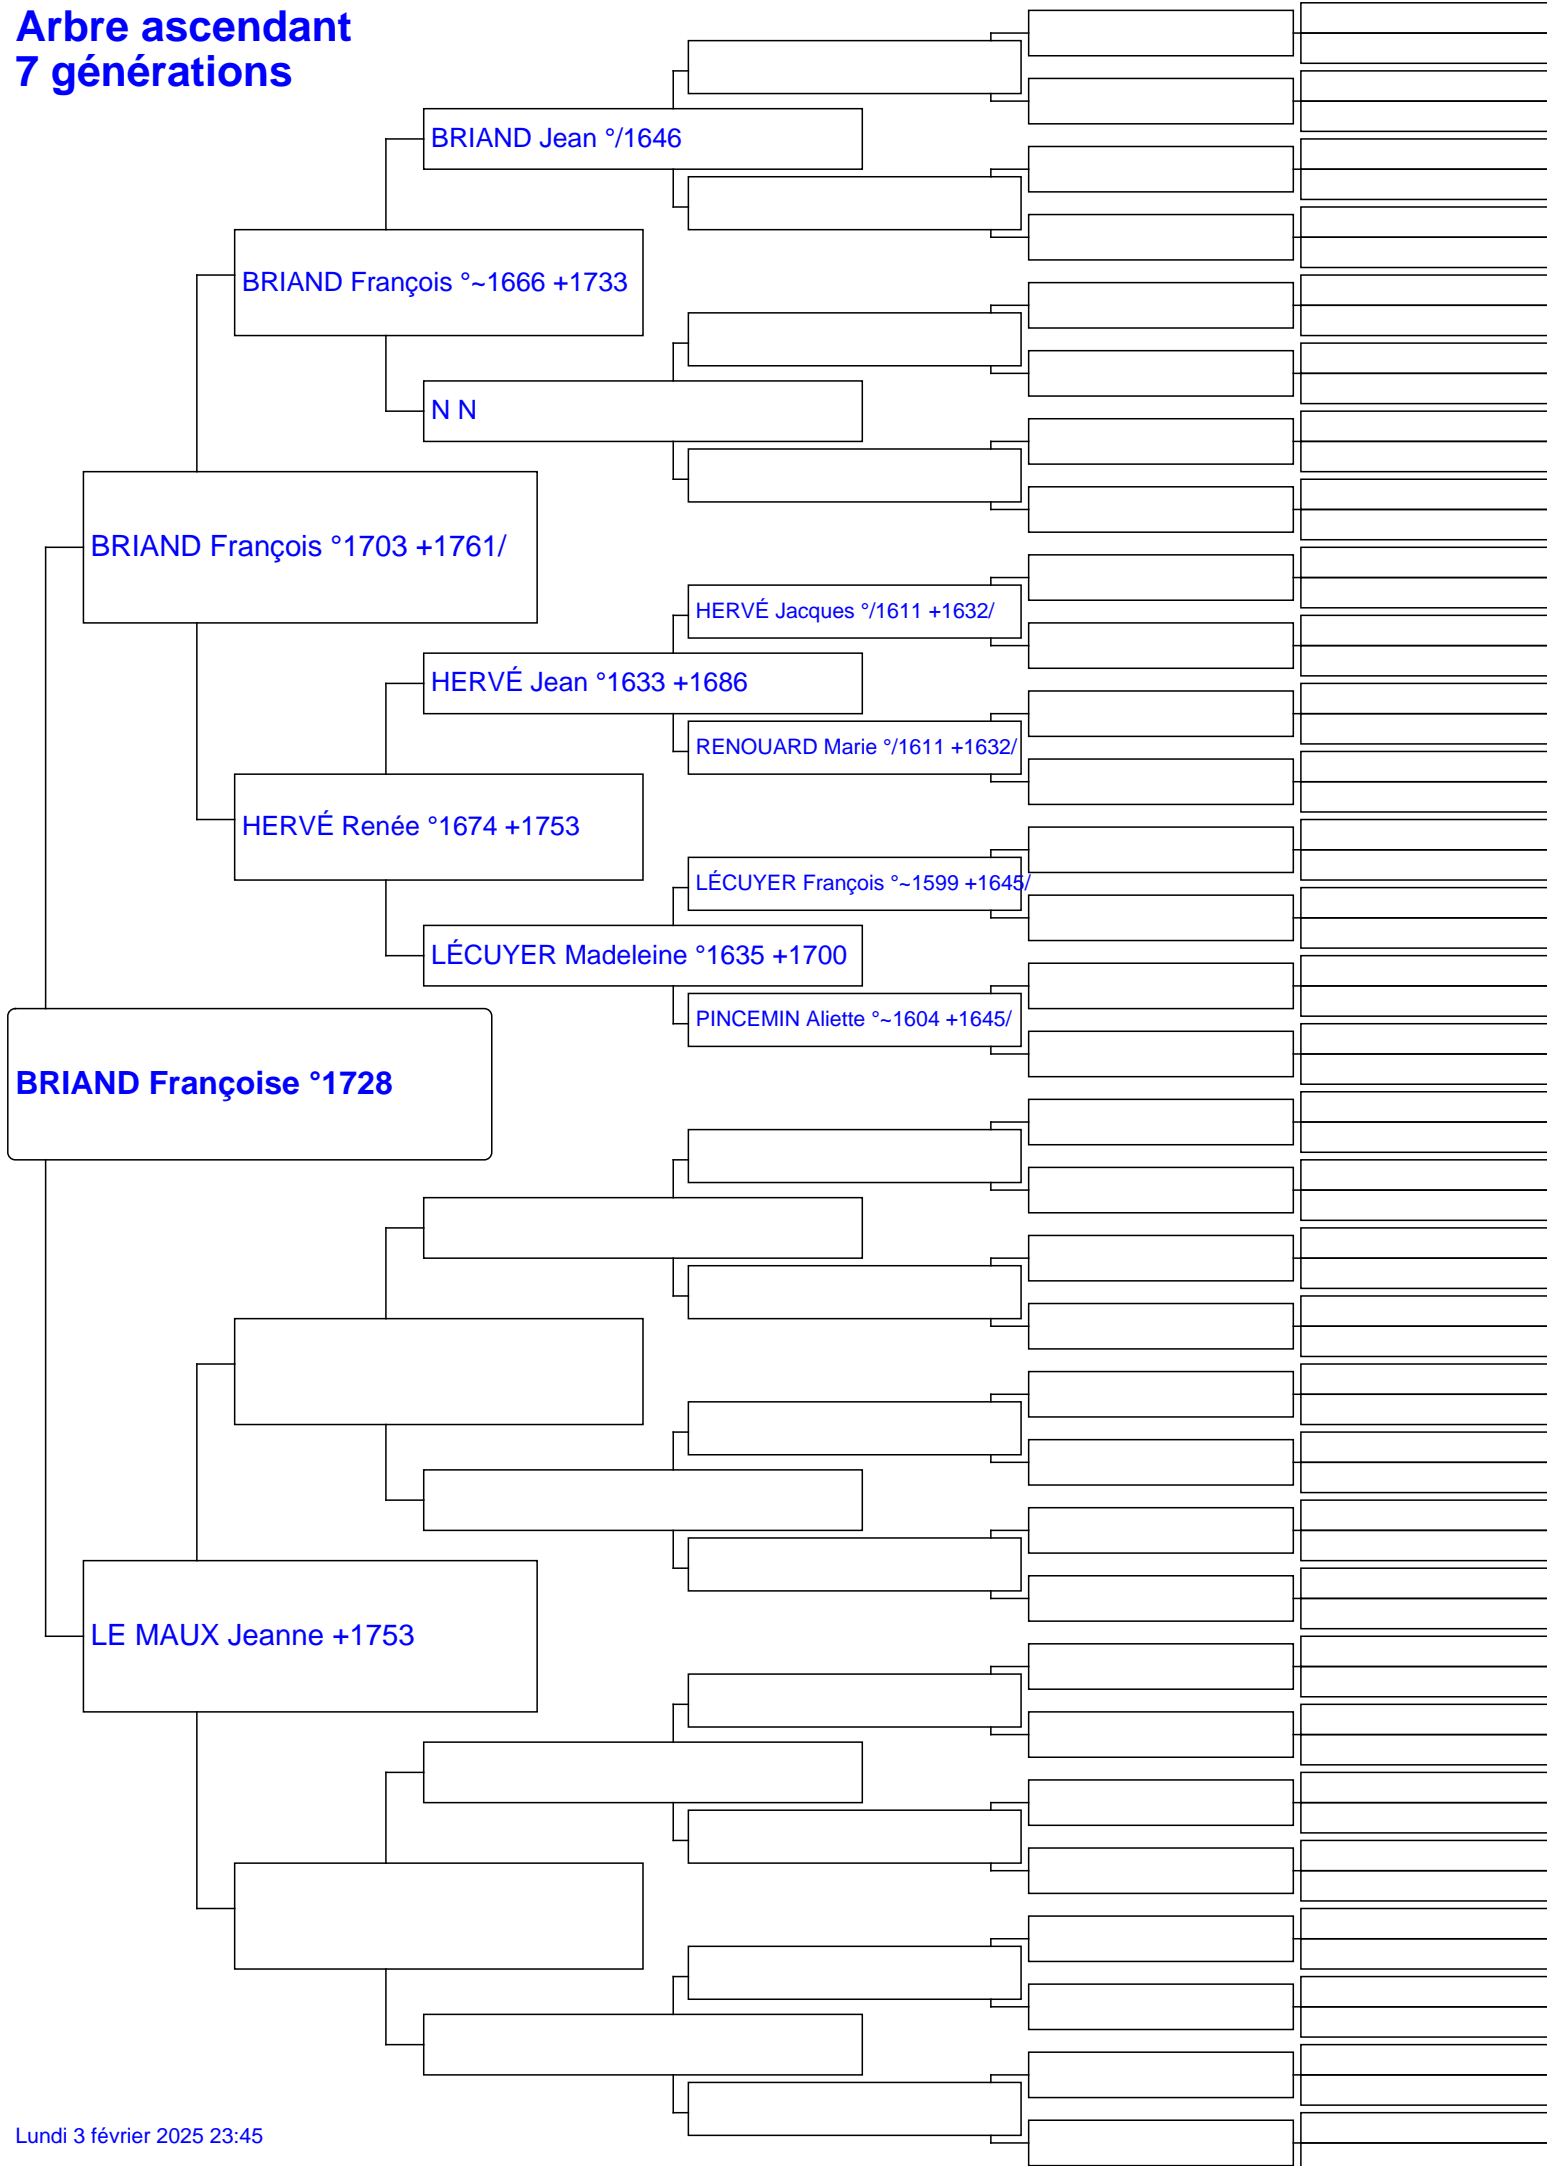 Arbre ascendant
7 générations
BRIAND Jean °/1646
BRIAND François °~1666 +1733
N N
BRIAND François °1703 +1761/
HERVÉ Jacques °/1611 +1632/
HERVÉ Jean °1633 +1686
RENOUARD Marie °/1611 +1632/
HERVÉ Renée °1674 +1753
LÉCUYER François °~1599 +1645/
LÉCUYER Madeleine °1635 +1700
PINCEMIN Aliette °~1604 +1645/
BRIAND Françoise °1728
LE MAUX Jeanne +1753
Lundi 3 février 2025 23:45